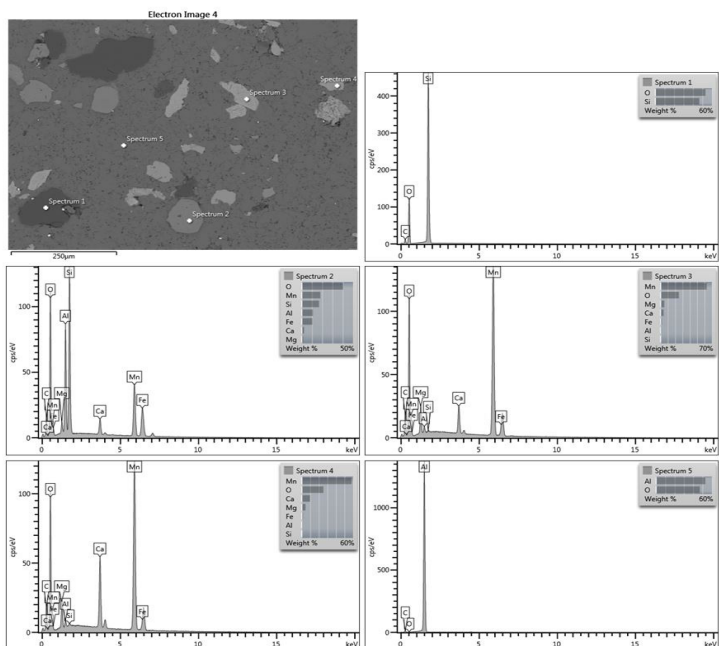 Electron Image 4
Spectrum 4
Spectrum 3
Spectrum 5
Spectrum 1
Spectrum 2
250µm
cps/eV
400
300
200
100
0
Si
O
C
0 5 10 15 keV
Spectrum 1
O
Si
Weight % 60%
cps/eV
100
50
0
Si
O
Al
Mn
Fe
C
Mg
Mn
Fe
Ca
Ca
0 5 10 15 keV
Spectrum 2
O
Mn
Si
Al
Fe
Ca
Mg
Weight % 50%
cps/eV
100
50
0
Mn
O
C
Mg
Mn
Si
Fe
Al
Ca
Ca
Fe
0 5 10 15 keV
Spectrum 3
Mn
O
Mg
Ca
Fe
Al
Si
Weight % 70%
cps/eV
100
50
0
Mn
O
Ca
C
Mg
Mn
Al
Fe
Si
Ca
Fe
0 5 10 15 keV
Spectrum 4
Mn
O
Ca
Mg
Fe
Al
Si
Weight % 60%
cps/eV
1000
500
0
Al
C
O
0 5 10 15 keV
Spectrum 5
Al
O
Weight % 60%